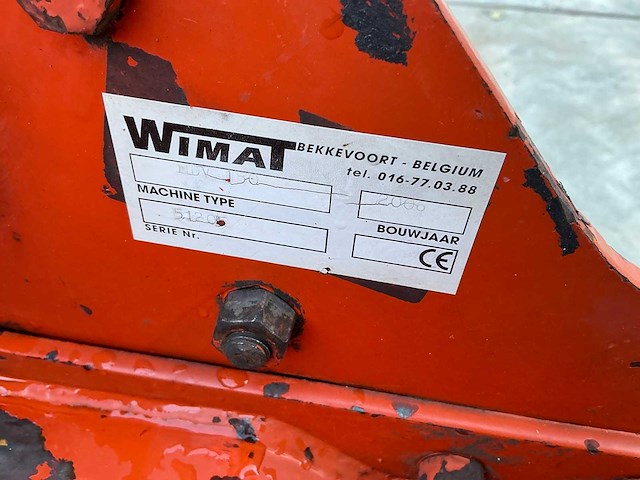 WIMAT
BEKKEVOORT - BELGIUM
tel. 016-77.03.88
MACHINE TYPE
BOUWJAAR
SERIE Nr.
CE